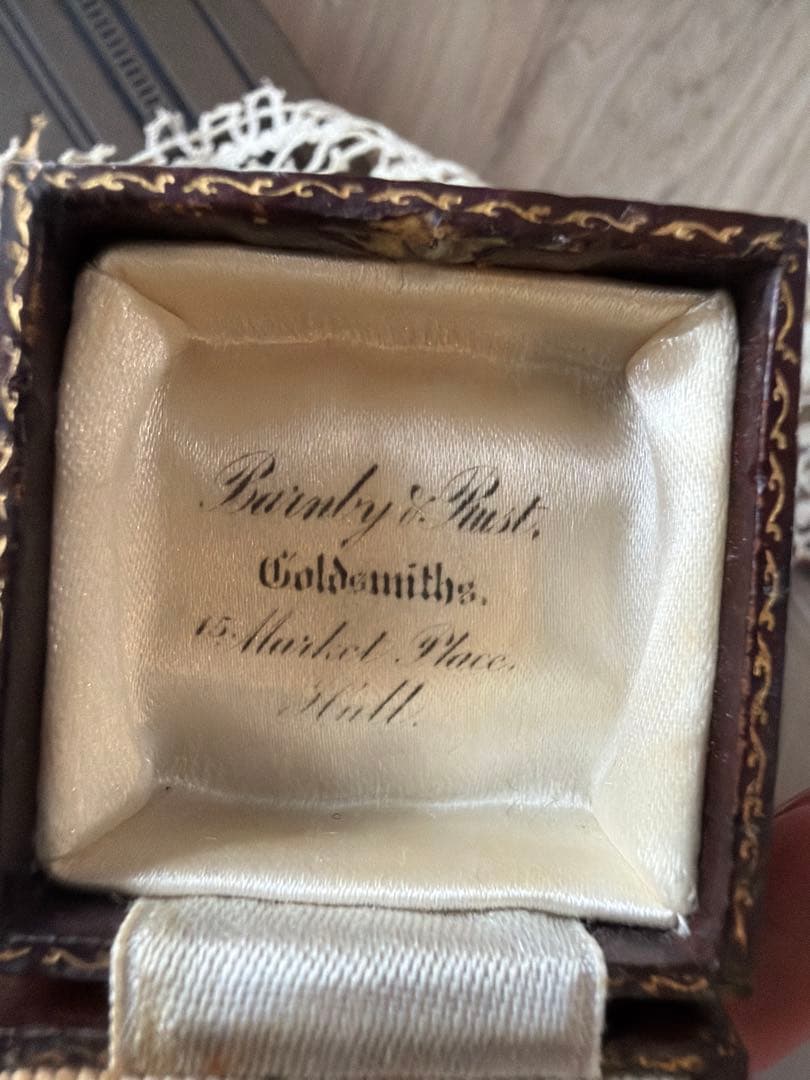 Barnby & Rust,
Goldsmiths.
15. Market Place.
Hull.